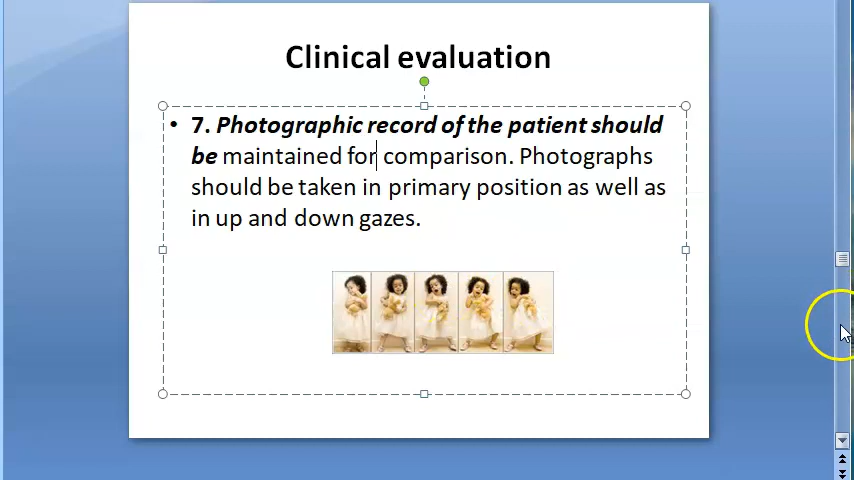 Clinical evaluation
• 7. Photographic record of the patient should
be maintained for comparison. Photographs
should be taken in primary position as well as
in up and down gazes.